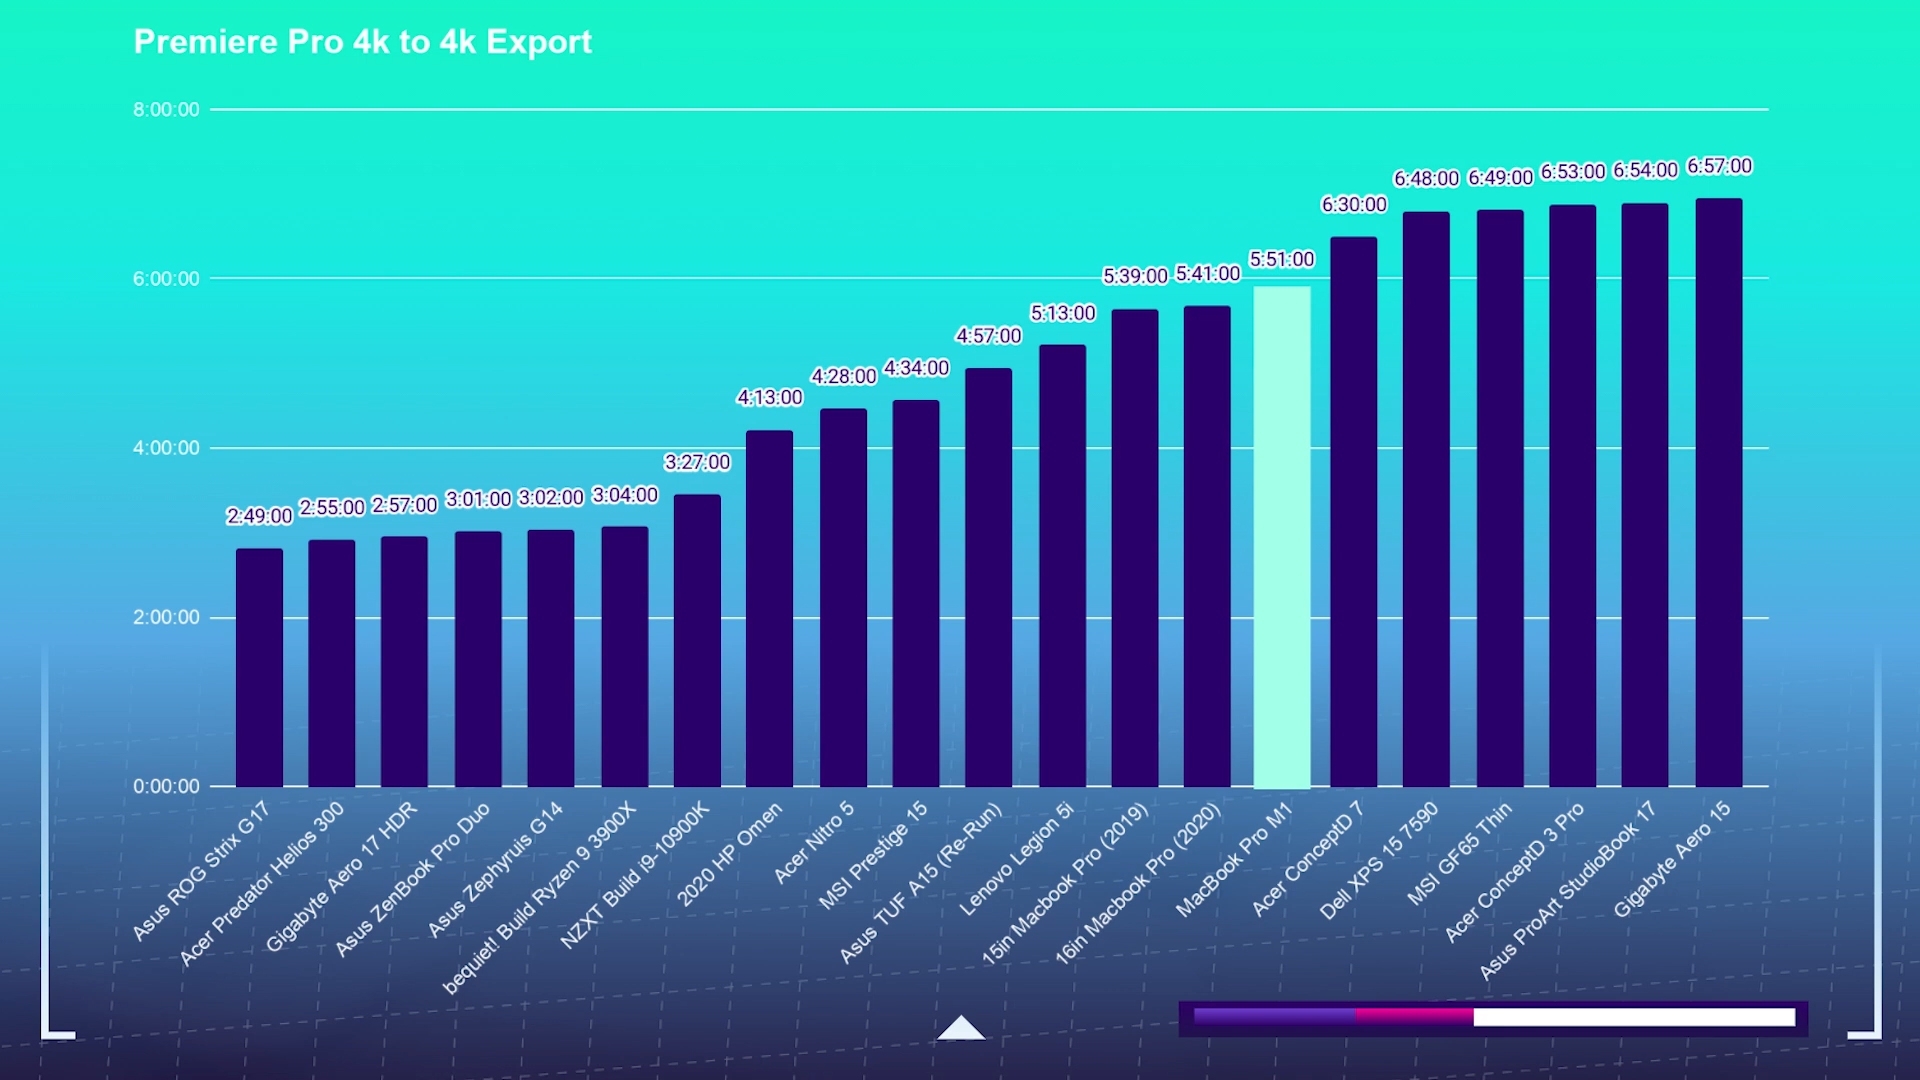 Premiere Pro 4k to 4k Export
8:00:00
6:00:00
4:00:00
2:00:00
0:00:00
2:49:00
2:55:00
2:57:00
3:01:00
3:02:00
3:04:00
3:27:00
4:13:00
4:28:00
4:34:00
4:57:00
5:13:00
5:39:00
5:41:00
5:51:00
6:30:00
6:48:00
6:49:00
6:53:00
6:54:00
6:57:00
Asus ROG Strix G17
Acer Predator Helios 300
Gigabyte Aero 17 HDR
Asus ZenBook Pro Duo
Asus Zephyruis G14
bequiet! Build Ryzen 9 3900X
NZXT Build i9-10900K
2020 HP Omen
Acer Nitro 5
MSI Prestige 15
Asus TUF A15 (Re-Run)
Lenovo Legion 5i
15in Macbook Pro (2019)
16in Macbook Pro (2020)
MacBook Pro M1
Acer ConceptD 7
Dell XPS 15 7590
MSI GF65 Thin
Acer ConceptD 3 Pro
Asus ProArt StudioBook 17
Gigabyte Aero 15